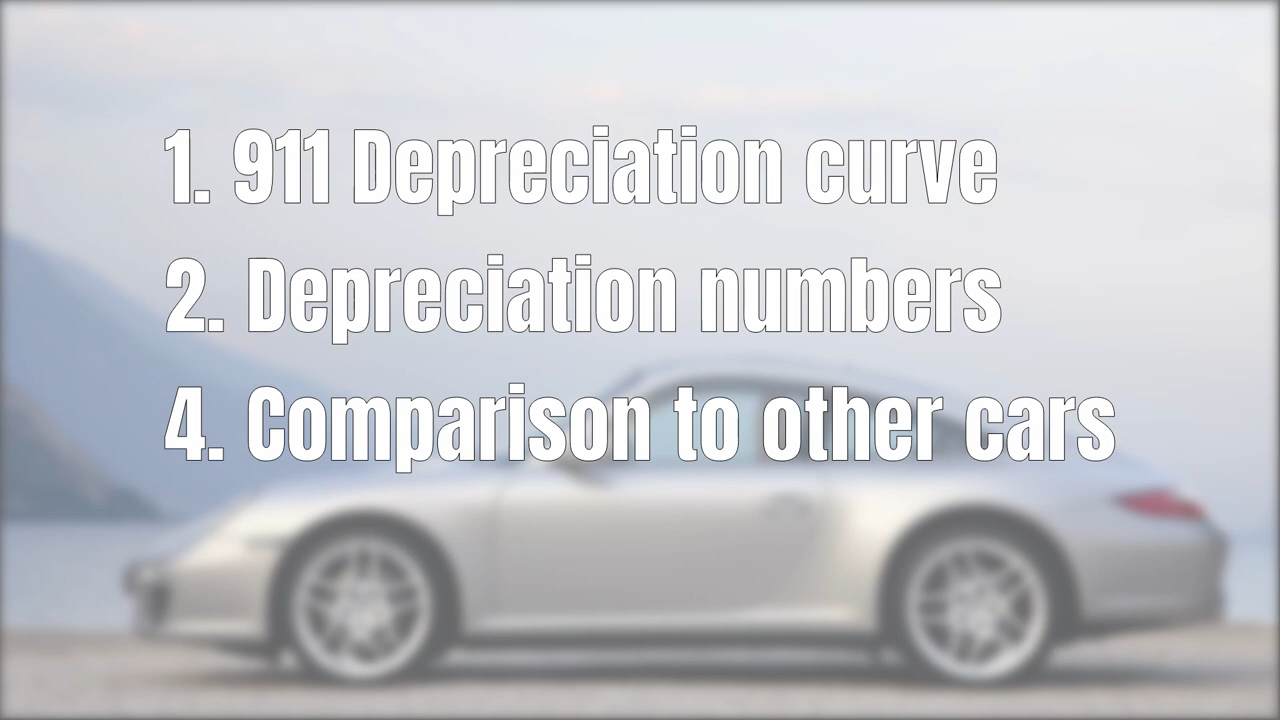 1. 911 Depreciation curve
2. Depreciation numbers
4. Comparison to other cars